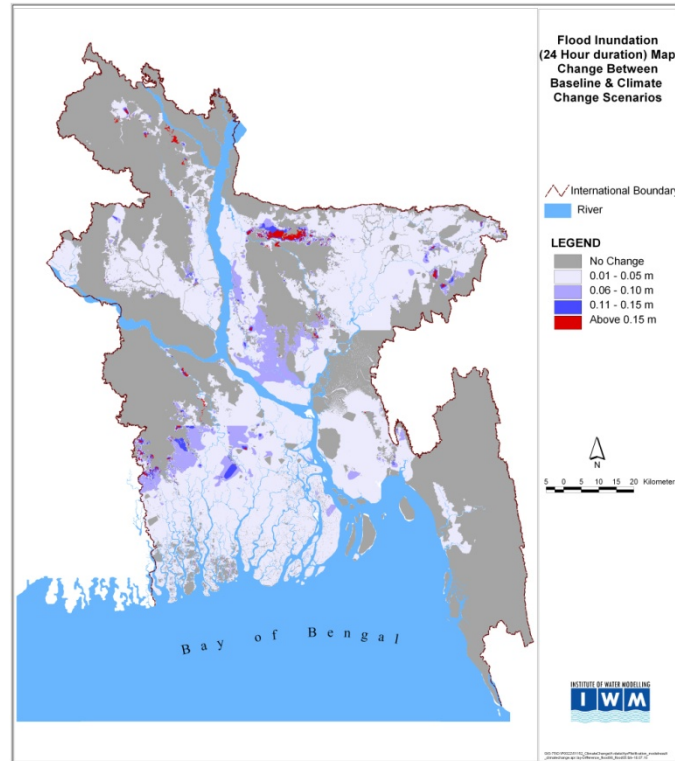 Flood Inundation
(24 Hour duration) Map
Change Between
Baseline & Climate
Change Scenarios
International Boundary
River
LEGEND
No Change
0.01 - 0.05 m
0.06 - 0.10 m
0.11 - 0.15 m
Above 0.15 m
N
5 0 5 10 15 20 Kilometer
Bay of Bengal
INSTITUTE OF WATER MODELLING
IWM